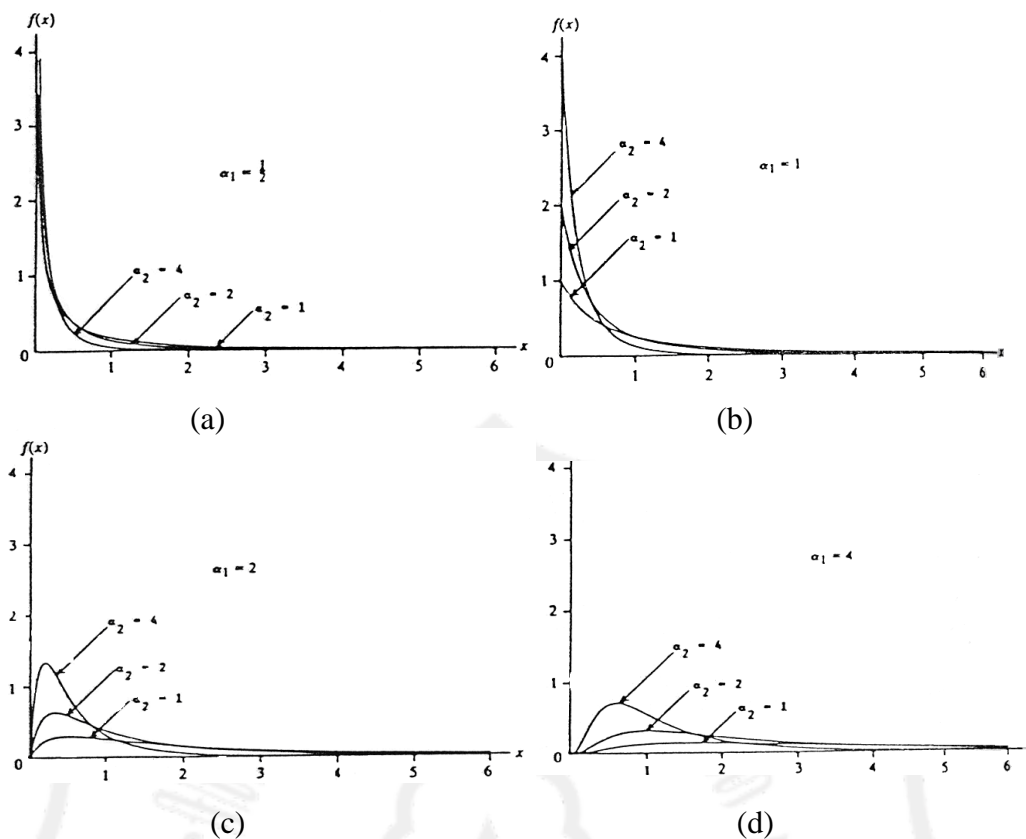 f(x)
4
3
2
1
0
α₁ = 1/2
α₂ = 4
α₂ = 2
α₂ = 1
1 2 3 4 5 6
x
(a)
4
3
2
1
0
α₂ = 4
α₁ = 1
α₂ = 2
α₂ = 1
1 2 3 4 5 6
x
(b)
f(x)
4
3
2
1
0
α₁ = 2
α₂ = 4
α₂ = 2
α₂ = 1
1 2 3 4 5 6
x
(c)
4
3
2
1
0
α₁ = 4
α₂ = 4
α₂ = 2
α₂ = 1
1 2 3 4 5 6
(d)